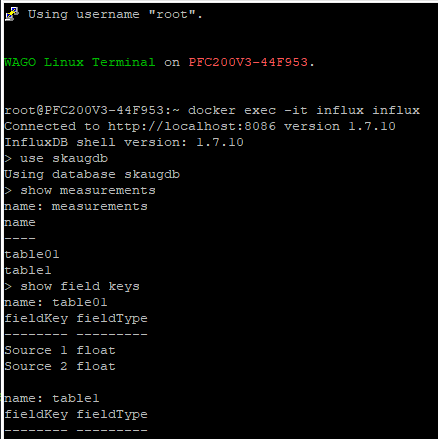 Using username "root".
WAGO Linux Terminal on PFC200V3-44F953.
root@PFC200V3-44F953:~ docker exec -it influx influx
Connected to http://localhost:8086 version 1.7.10
InfluxDB shell version: 1.7.10
> use skaugdb
Using database skaugdb
> show measurements
name: measurements
name
----
table01
table1
> show field keys
name: table01
fieldKey fieldType
-------- ---------
Source 1 float
Source 2 float
name: table1
fieldKey fieldType
-------- ---------